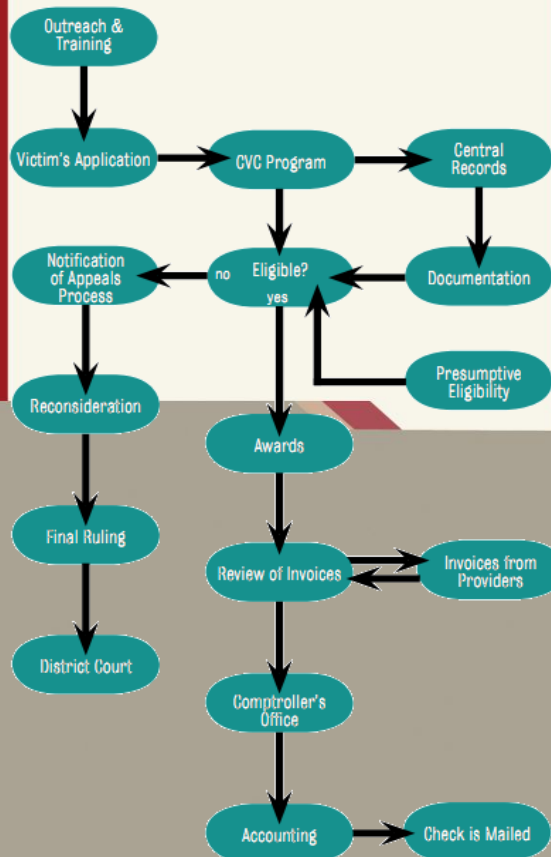 Outreach &
Training
Victim's Application
CVC Program
Central
Records
Notification
of Appeals
Process
no
Eligible?
yes
Documentation
Presumptive
Eligibility
Reconsideration
Awards
Final Ruling
Review of Invoices
Invoices from
Providers
District Court
Comptroller's
Office
Accounting
Check is Mailed